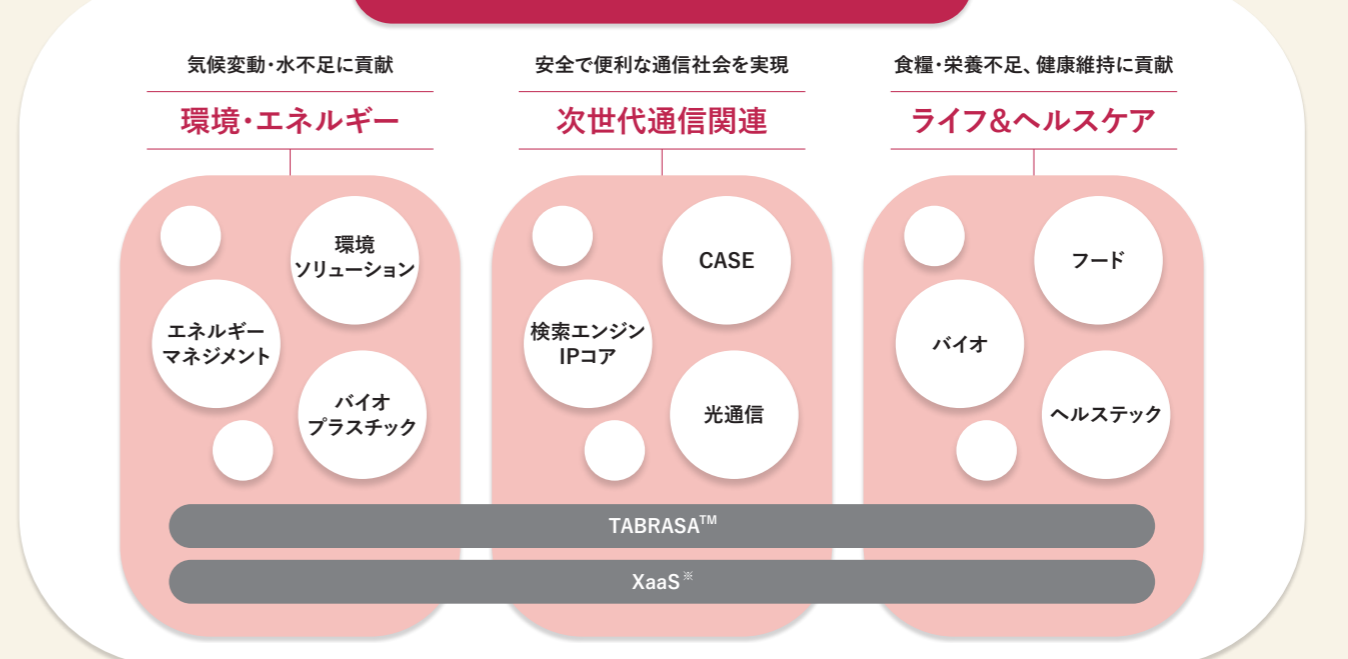 気候変動・水不足に貢献
環境・エネルギー
環境
ソリューション
エネルギー
マネジメント
バイオ
プラスチック
安全で便利な通信社会を実現
次世代通信関連
CASE
検索エンジン
IPコア
光通信
食糧・栄養不足、健康維持に貢献
ライフ&ヘルスケア
フード
バイオ
ヘルステック
TABRASA™
XaaS※